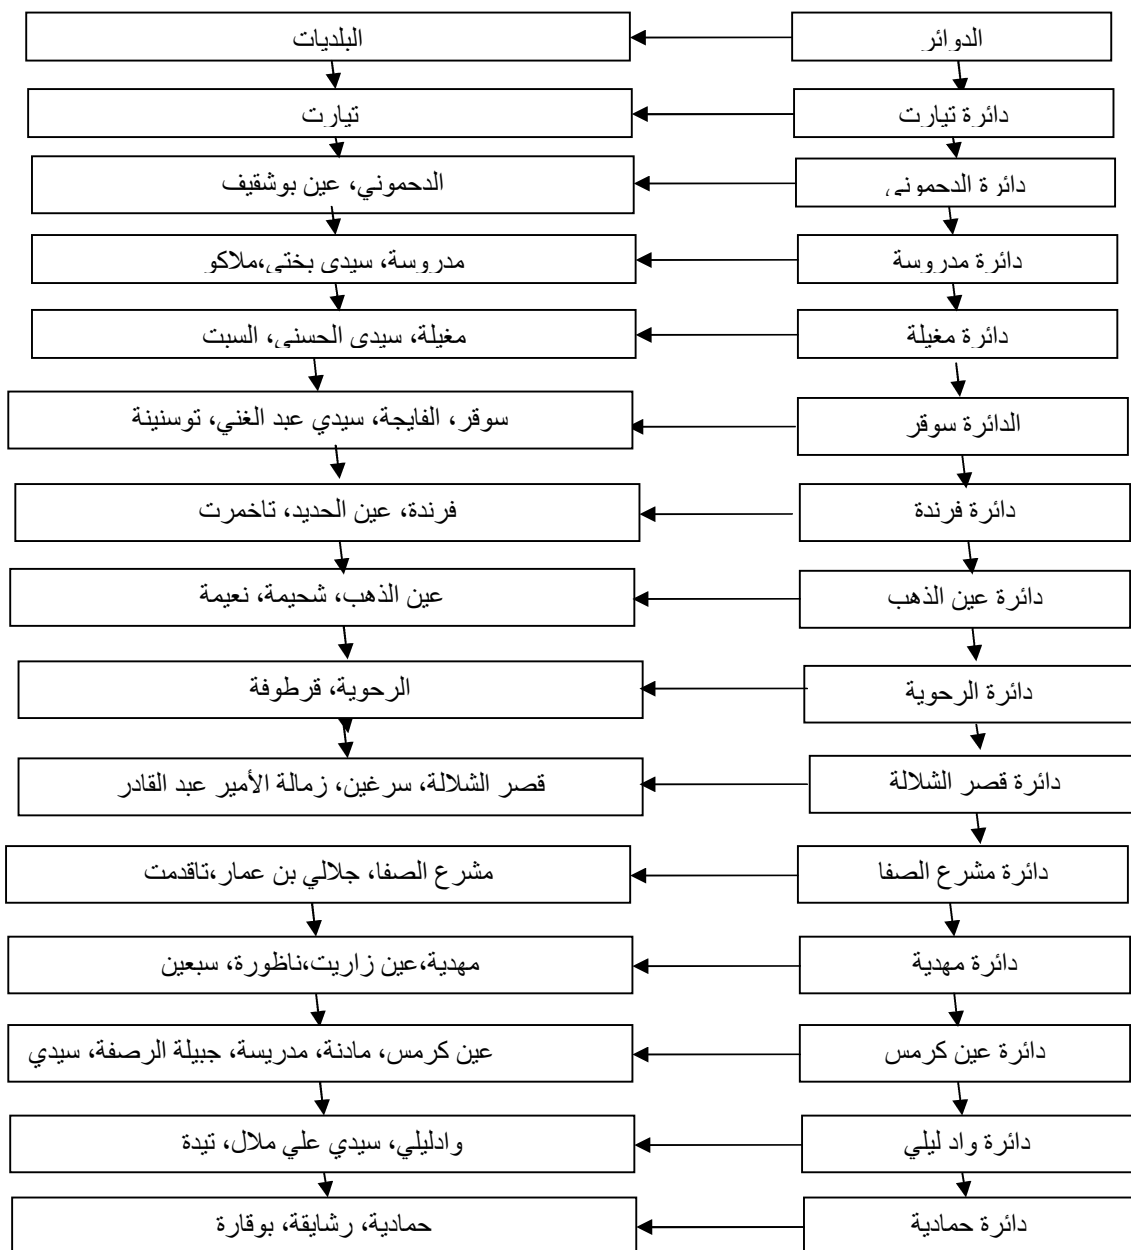 الدوائر
البلديات
دائرة تيارت
تيارت
دائرة الدحموني
الدحموني، عين بوشقيف
دائرة مدروسة
مدروسة، سيدي بختي،ملاكو
دائرة مغيلة
مغيلة، سيدي الحسني، السبت
الدائرة سوقر
سوقر، الفايجة، سيدي عبد الغني، توسنينة
دائرة فرندة
فرندة، عين الحديد، تاخمرت
دائرة عين الذهب
عين الذهب، شحيمة، نعيمة
دائرة الرحوية
الرحوية، قرطوفة
دائرة قصر الشلالة
قصر الشلالة، سرغين، زمالة الأمير عبد القادر
دائرة مشرع الصفا
مشرع الصفا، جلالي بن عمار،تاقدمت
دائرة مهدية
مهدية،عين زاريت،ناظورة، سبعين
دائرة عين كرمس
عين كرمس، مادنة، مدريسة، جبيلة الرصفة، سيدي
دائرة واد ليلي
وادليلي، سيدي علي ملال، تيدة
دائرة حمادية
حمادية، رشايقة، بوقارة